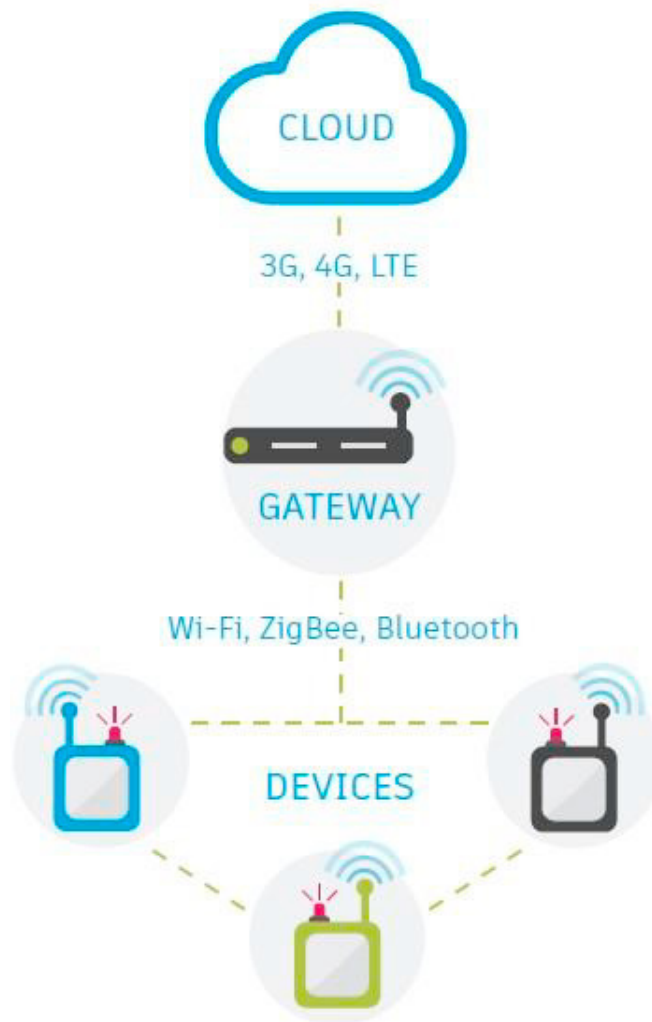 CLOUD
3G, 4G, LTE
GATEWAY
Wi-Fi, ZigBee, Bluetooth
DEVICES